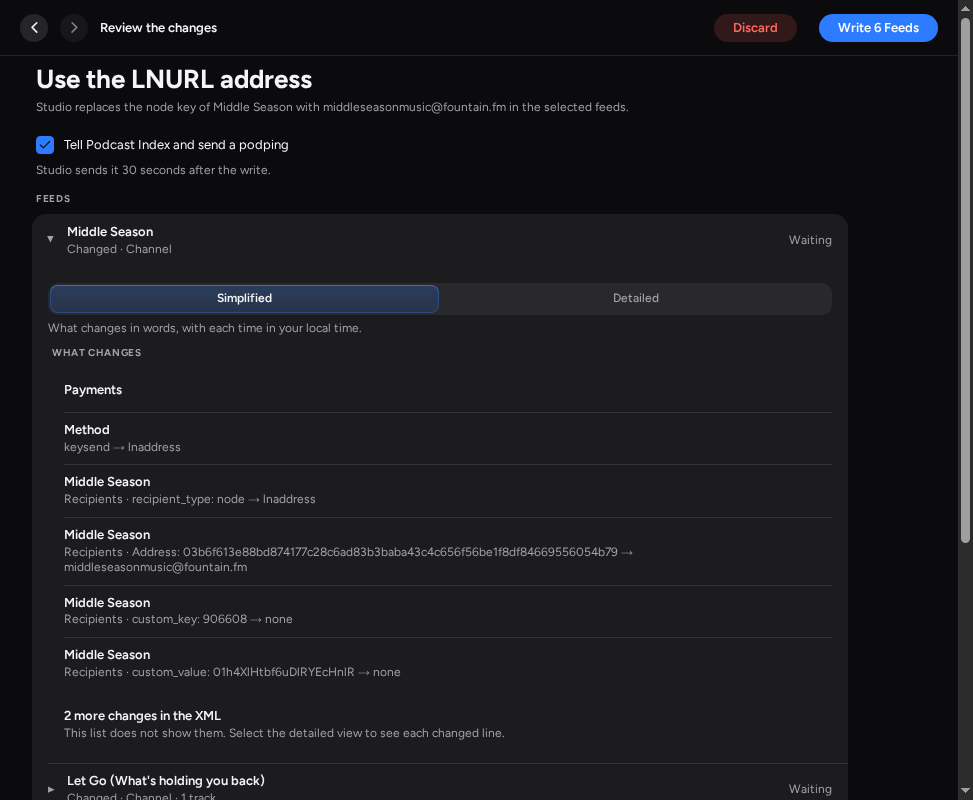 Review the changes
Discard
Write 6 Feeds
Use the LNURL address
Studio replaces the node key of Middle Season with middleseasonmusic@fountain.fm in the selected feeds.
Tell Podcast Index and send a podping
Studio sends it 30 seconds after the write.
FEEDS
Middle Season
Changed · Channel
Waiting
Simplified
Detailed
What changes in words, with each time in your local time.
WHAT CHANGES
Payments
Method
keysend → lnaddress
Middle Season
Recipients · recipient_type: node → lnaddress
Middle Season
Recipients · Address: 03b6f613e88bd874177c28c6ad83b3baba43c4c656f56be1f8df84669556054b79 →
middleseasonmusic@fountain.fm
Middle Season
Recipients · custom_key: 906608 → none
Middle Season
Recipients · custom_value: 01h4XlHtbf6uDlRYEcHnlR → none
2 more changes in the XML
This list does not show them. Select the detailed view to see each changed line.
Let Go (What's holding you back)
Changed · Channel · 1 track
Waiting